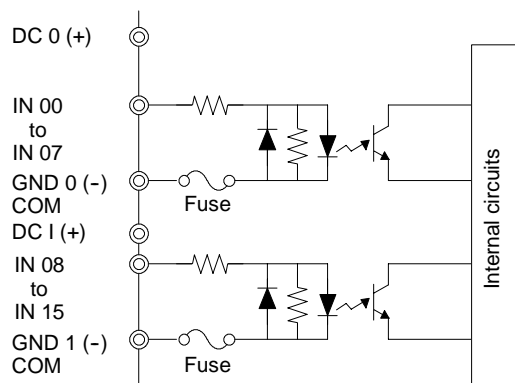 DC 0 (+)
IN 00
to
IN 07
GND 0 (-)
COM
Fuse
DC I (+)
IN 08
to
IN 15
GND 1 (-)
COM
Fuse
Internal circuits